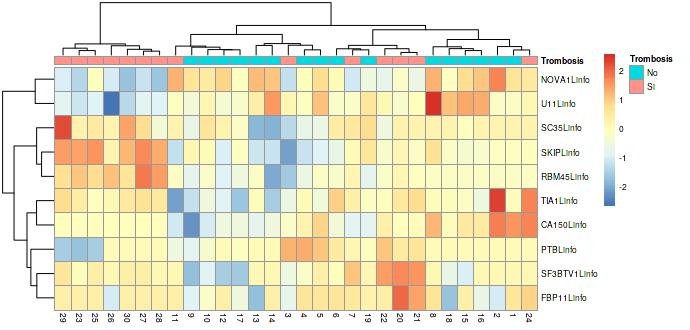 Trombosis
NOVA1Linfo
U11Linfo
SC35Linfo
SKIPLinfo
RBM45Linfo
TIA1Linfo
CA150Linfo
PTBLinfo
SF3BTV1Linfo
FBP11Linfo
29 23 25 26 30 27 28 11 9 10 12 17 13 14 3 4 5 6 7 19 22 20 21 8 18 15 16 2 1 24
2
1
0
-1
-2
Trombosis
No
Si